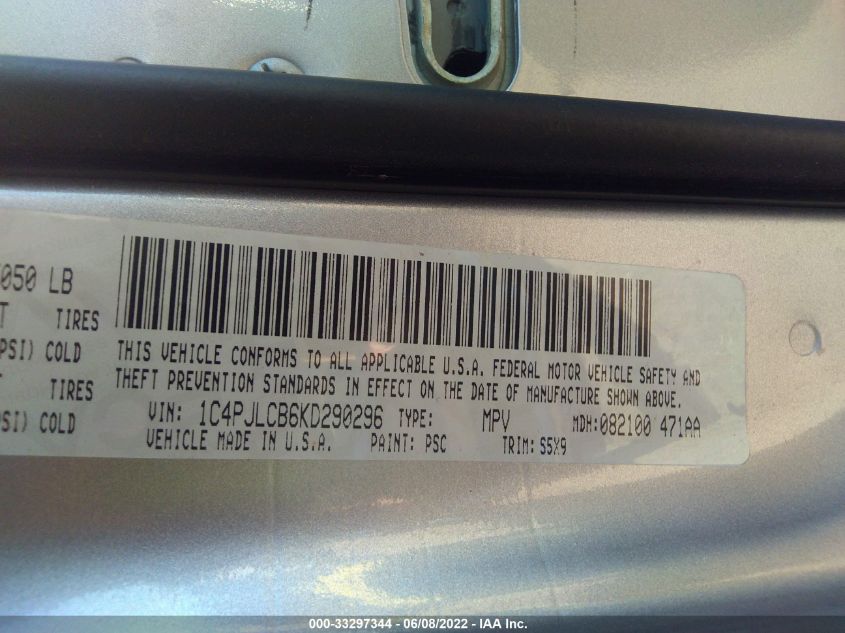 050 LB
TIRES
PSI) COLD
TIRES
SI) COLD
THIS VEHICLE CONFORMS TO ALL APPLICABLE U.S.A. FEDERAL MOTOR VEHICLE SAFETY AND
THEFT PREVENTION STANDARDS IN EFFECT ON THE DATE OF MANUFACTURE SHOWN ABOVE.
VIN: 1C4PJLCB6KD290296 TYPE: MPV MDH:082100 471AA
VEHICLE MADE IN U.S.A. PAINT: PSC TRIM: S5X9
000-33297344 - 06/08/2022 - IAA Inc.